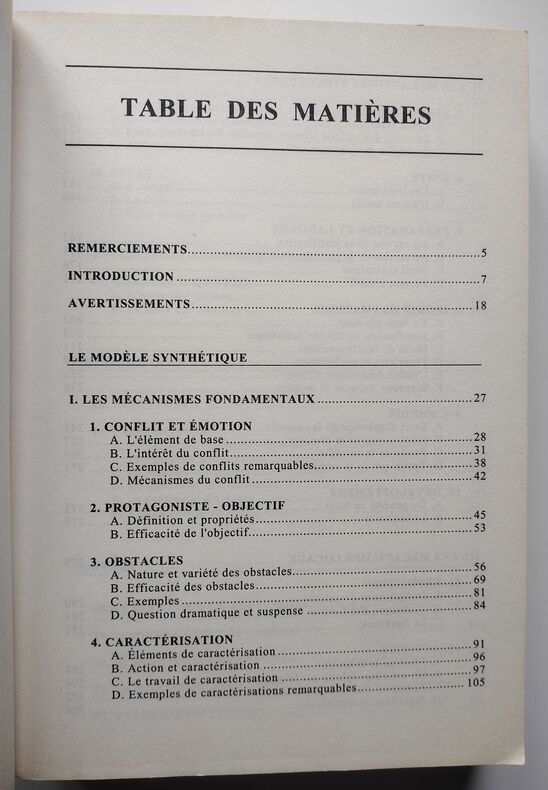 TABLE DES MATIÈRES
REMERCIEMENTS..................5
INTRODUCTION..................7
AVERTISSEMENTS..................18
LE MODÈLE SYNTHÉTIQUE
I. LES MÉCANISMES FONDAMENTAUX..................27
1. CONFLIT ET ÉMOTION
A. L'élément de base..................28
B. L'intérêt du conflit..................31
C. Exemples de conflits remarquables..................38
D. Mécanismes du conflit..................42
2. PROTAGONISTE - OBJECTIF
A. Définition et propriétés..................45
B. Efficacité de l'objectif..................53
3. OBSTACLES
A. Nature et variété des obstacles..................56
B. Efficacité des obstacles..................69
C. Exemples..................81
D. Question dramatique et suspense..................84
4. CARACTÉRISATION
A. Éléments de caractérisation..................91
B. Action et caractérisation..................96
C. Le travail de caractérisation..................97
D. Exemples de caractérisations remarquables..................105